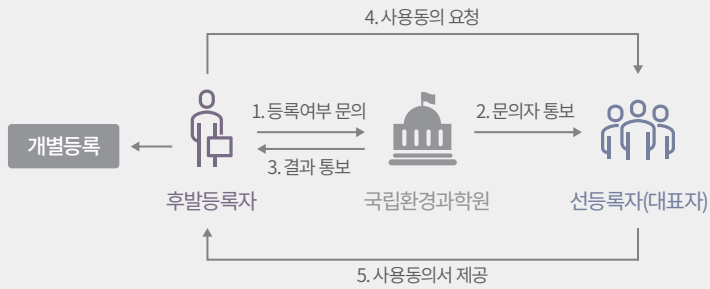 4. 사용동의 요청
1. 등록여부 문의
2. 문의자 통보
개별등록
3. 결과 통보
후발등록자
국립환경과학원
선등록자(대표자)
5. 사용동의서 제공